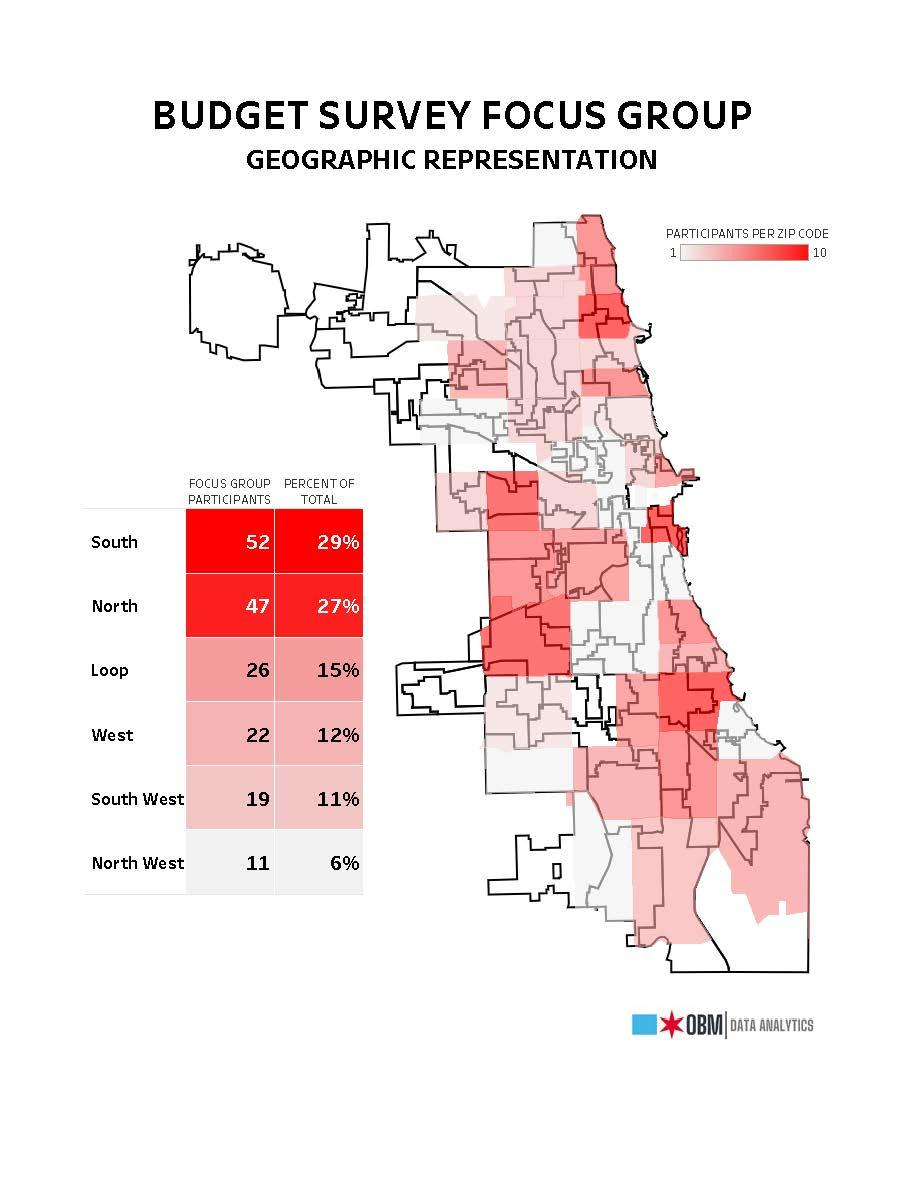 BUDGET SURVEY FOCUS GROUP
GEOGRAPHIC REPRESENTATION
PARTICIPANTS PER ZIP CODE
1 10
FOCUS GROUP PERCENT OF
PARTICIPANTS TOTAL
South 52 29%
North 47 27%
Loop 26 15%
West 22 12%
South West 19 11%
North West 11 6%
OBM DATA ANALYTICS